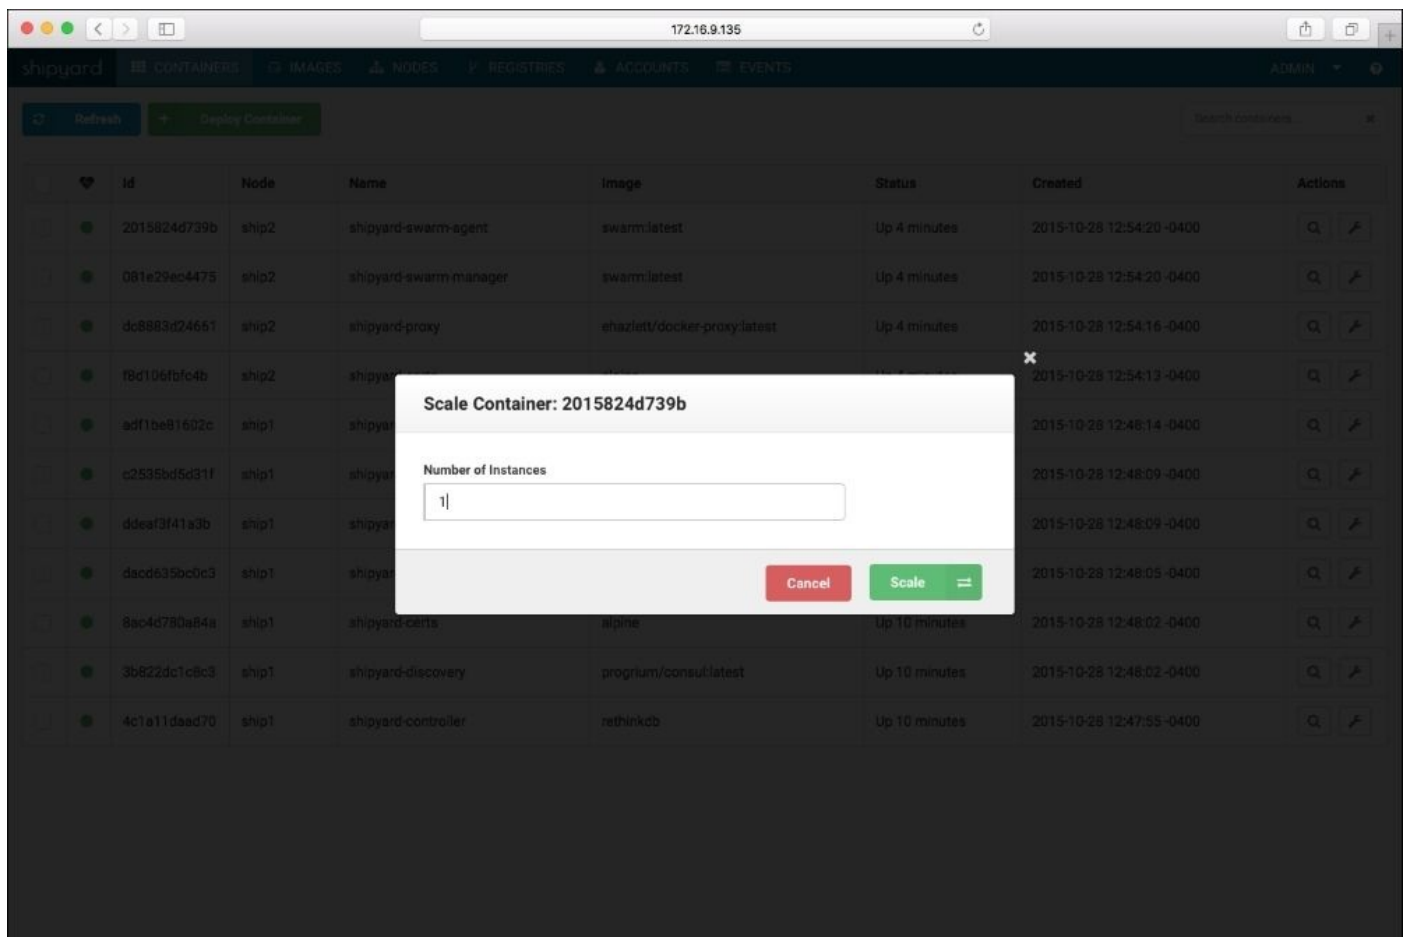 172.16.9.135
shipyard CONTAINERS IMAGES NODES REGISTRIES ACCOUNTS EVENTS ADMIN
Refresh Deploy Container Search containers...
Id Node Name Image Status Created Actions
2015824d739b ship2 shipyard-swarm-agent swarm:latest Up 4 minutes 2015-10-28 12:54:20 -0400
081e29ec4475 ship2 shipyard-swarm-manager swarm:latest Up 4 minutes 2015-10-28 12:54:20 -0400
dc8883d24661 ship2 shipyard-proxy ehazlett/docker-proxy:latest Up 4 minutes 2015-10-28 12:54:16 -0400
f8d106fbfc4b ship2 2015-10-28 12:54:13 -0400
Scale Container: 2015824d739b
adf1be81602c ship1 2015-10-28 12:48:14 -0400
c2535bd5d31f ship1 2015-10-28 12:48:09 -0400
Number of Instances
1
ddeaf3f41a3b ship1 2015-10-28 12:48:09 -0400
dacd635bc0c3 ship1 2015-10-28 12:48:05 -0400
Cancel Scale
8ac4d780a84a ship1 shipyard-certs alpine Up 10 minutes 2015-10-28 12:48:02 -0400
3b822dc1c8c3 ship1 shipyard-discovery progrium/consul:latest Up 10 minutes 2015-10-28 12:48:02 -0400
4c1a11daad70 ship1 shipyard-controller rethinkdb Up 10 minutes 2015-10-28 12:47:55 -0400